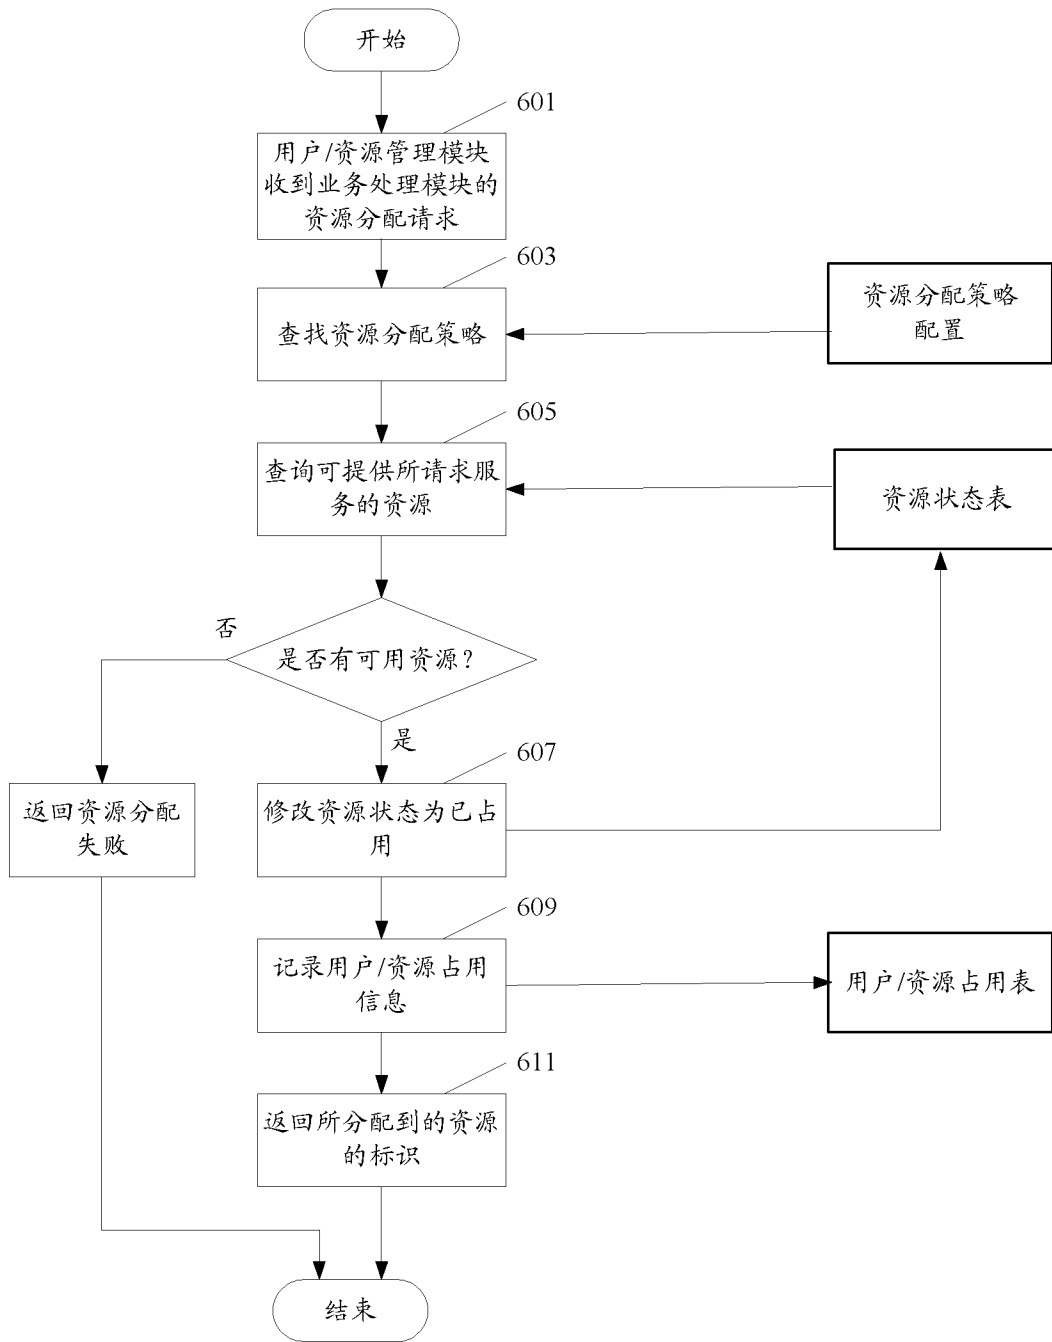 开始
601
用户/资源管理模块
收到业务处理模块的
资源分配请求
603
查找资源分配策略
资源分配策略
配置
605
查询可提供所请求服
务的资源
资源状态表
否
是否有可用资源?
是
607
返回资源分配
失败
修改资源状态为已占
用
609
记录用户/资源占用
信息
用户/资源占用表
611
返回所分配到的资源
的标识
结束